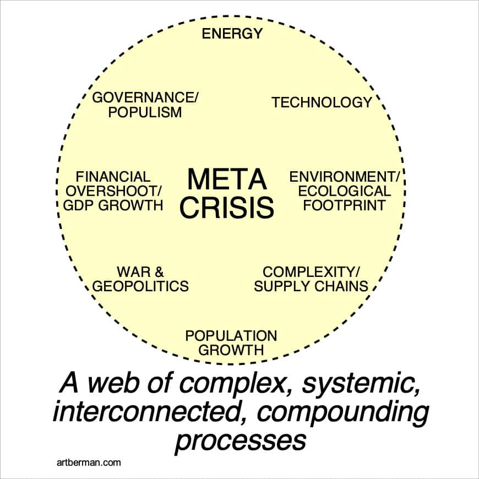 ENERGY
GOVERNANCE/
POPULISM
TECHNOLOGY
FINANCIAL
OVERSHOOT/
GDP GROWTH
META
CRISIS
ENVIRONMENT/
ECOLOGICAL
FOOTPRINT
WAR &
GEOPOLITICS
COMPLEXITY/
SUPPLY CHAINS
POPULATION
GROWTH
A web of complex, systemic,
interconnected, compounding
processes
artberman.com